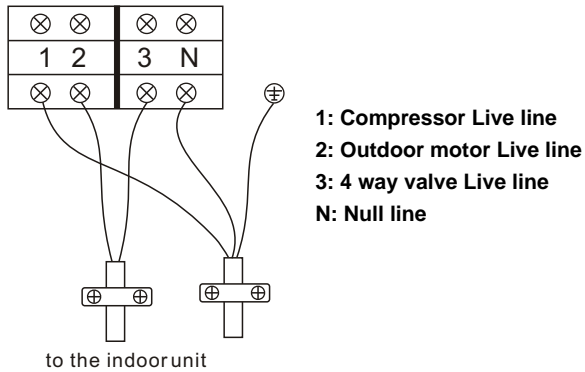 1 2 3 N
1: Compressor Live line
2: Outdoor motor Live line
3: 4 way valve Live line
N: Null line
to the indoor unit